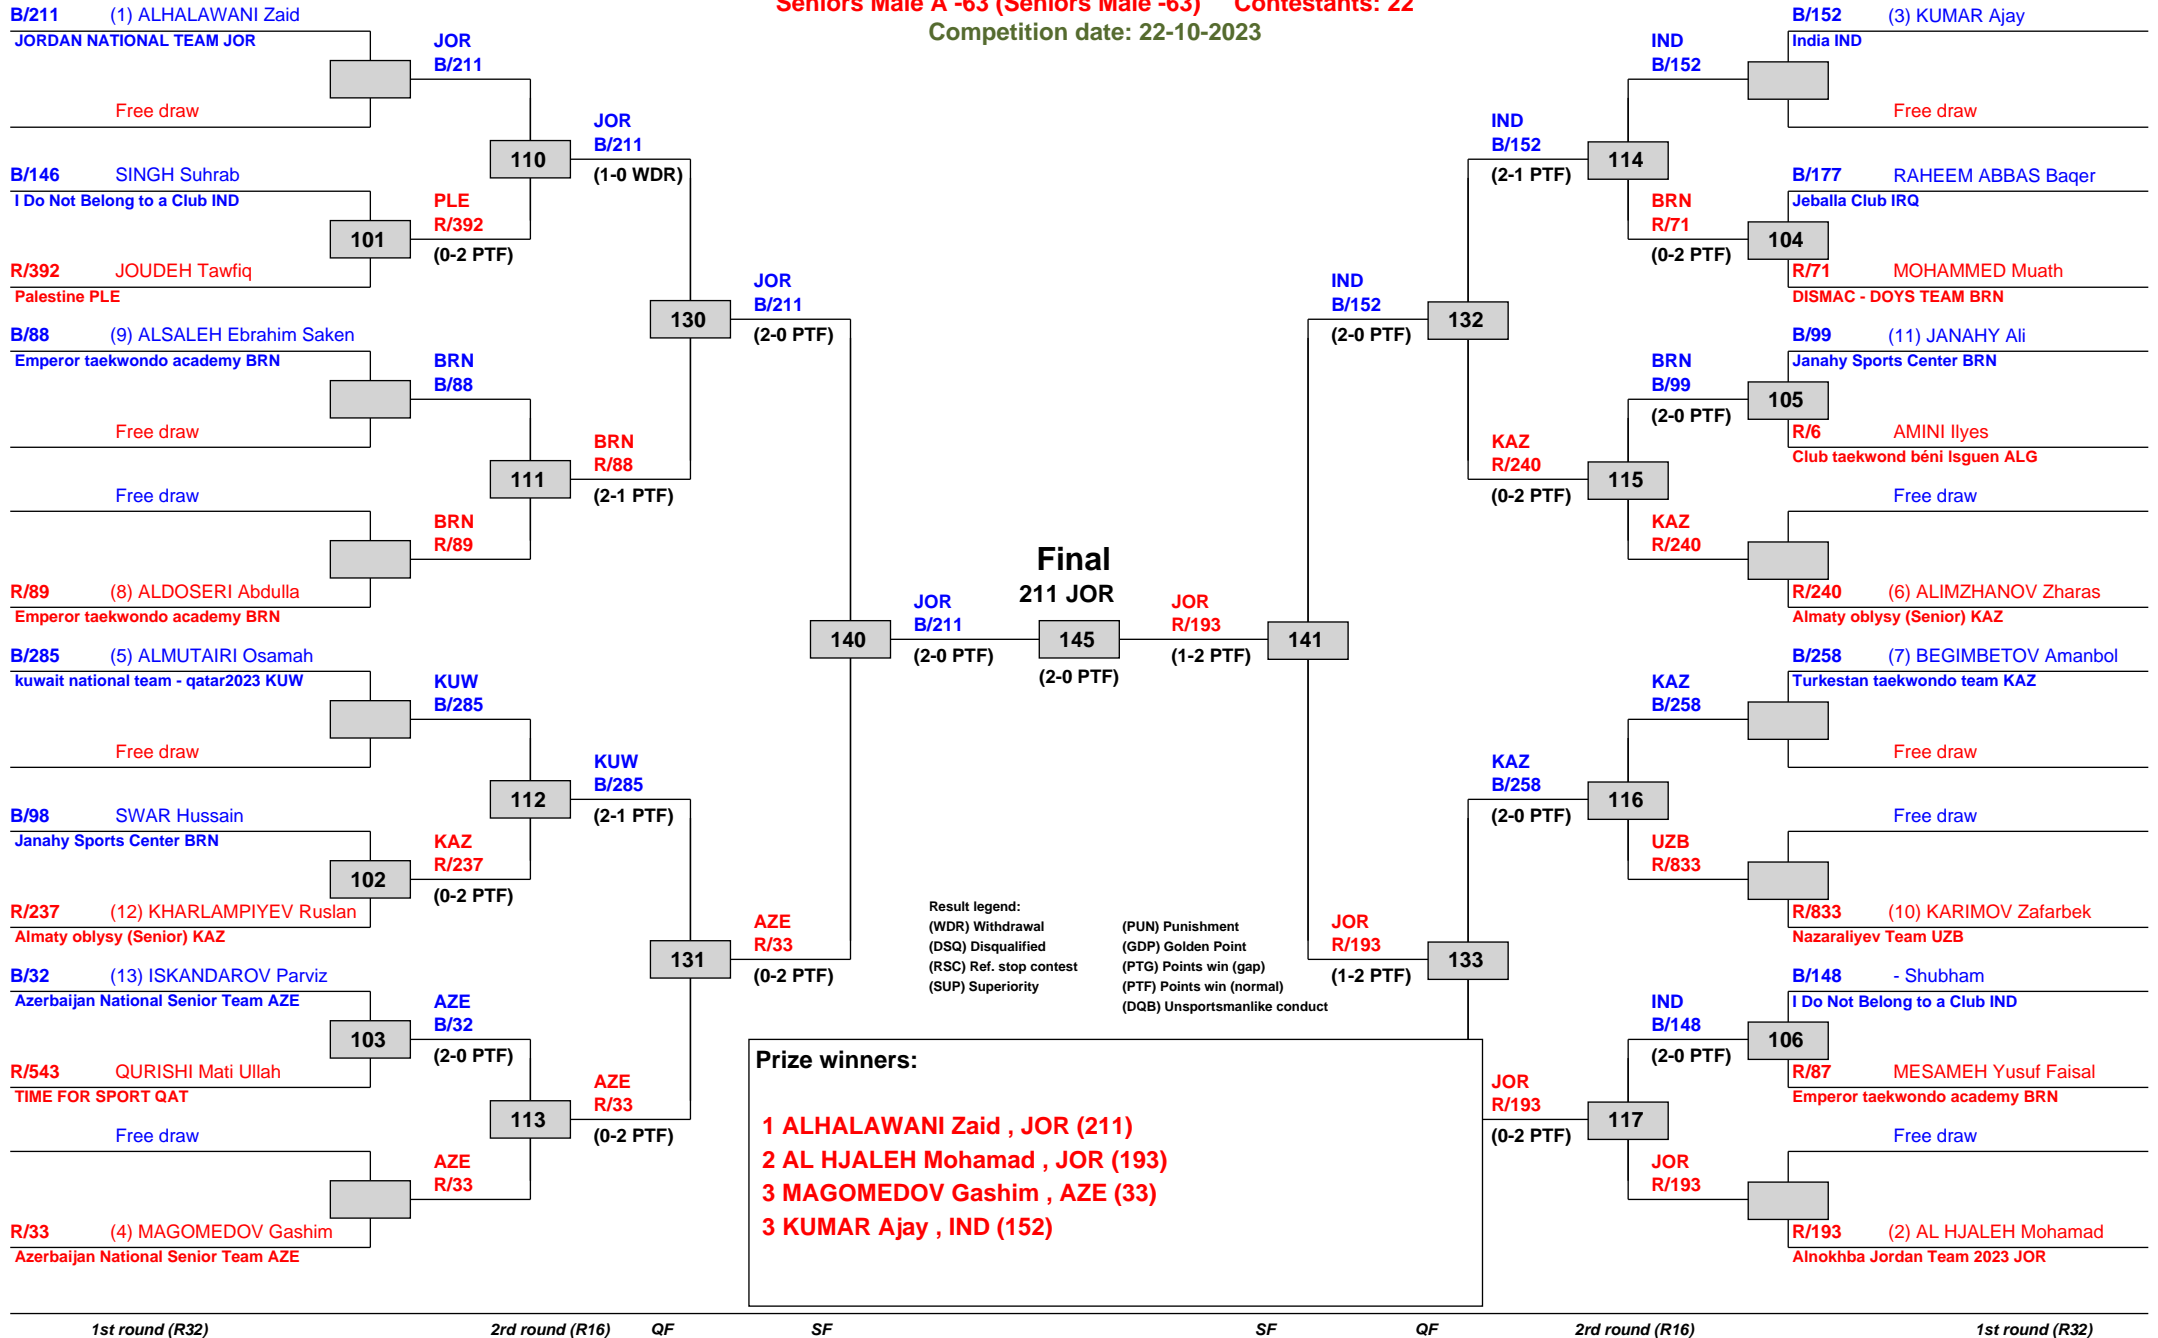 Seniors Male A -63 (Seniors Male -63) Contestants: 22
Competition date: 22-10-2023
B/211 (1) ALHALAWANI Zaid
JORDAN NATIONAL TEAM JOR
Free draw
JOR
B/211
B/146 SINGH Suhrab
I Do Not Belong to a Club IND
101
R/392 JOUDEH Tawfiq
Palestine PLE
PLE
R/392
(0-2 PTF)
110
JOR
B/211
(1-0 WDR)
B/88 (9) ALSALEH Ebrahim Saken
Emperor taekwondo academy BRN
Free draw
BRN
B/88
Free draw
R/89 (8) ALDOSERI Abdulla
Emperor taekwondo academy BRN
BRN
R/89
111
BRN
R/88
(2-1 PTF)
130
JOR
B/211
(2-0 PTF)
B/285 (5) ALMUTAIRI Osamah
kuwait national team - qatar2023 KUW
Free draw
KUW
B/285
B/98 SWAR Hussain
Janahy Sports Center BRN
102
R/237 (12) KHARLAMPIYEV Ruslan
Almaty oblysy (Senior) KAZ
KAZ
R/237
(0-2 PTF)
112
KUW
B/285
(2-1 PTF)
B/32 (13) ISKANDAROV Parviz
Azerbaijan National Senior Team AZE
103
R/543 QURISHI Mati Ullah
TIME FOR SPORT QAT
AZE
B/32
(2-0 PTF)
Free draw
R/33 (4) MAGOMEDOV Gashim
Azerbaijan National Senior Team AZE
AZE
R/33
113
AZE
R/33
(0-2 PTF)
131
AZE
R/33
(0-2 PTF)
140
JOR
B/211
(2-0 PTF)
Final
211 JOR
145
(2-0 PTF)
JOR
R/193
(1-2 PTF)
141
IND
B/152
(2-0 PTF)
132
IND
B/152
(2-1 PTF)
114
IND
B/152
B/152 (3) KUMAR Ajay
India IND
Free draw
BRN
R/71
(0-2 PTF)
104
B/177 RAHEEM ABBAS Baqer
Jeballa Club IRQ
R/71 MOHAMMED Muath
DISMAC - DOYS TEAM BRN
KAZ
R/240
(0-2 PTF)
115
BRN
B/99
(2-0 PTF)
105
B/99 (11) JANAHY Ali
Janahy Sports Center BRN
R/6 AMINI Ilyes
Club taekwond béni Isguen ALG
KAZ
R/240
Free draw
R/240 (6) ALIMZHANOV Zharas
Almaty oblysy (Senior) KAZ
JOR
R/193
(1-2 PTF)
133
KAZ
B/258
(2-0 PTF)
116
KAZ
B/258
B/258 (7) BEGIMBETOV Amanbol
Turkestan taekwondo team KAZ
Free draw
UZB
R/833
Free draw
R/833 (10) KARIMOV Zafarbek
Nazaraliyev Team UZB
JOR
R/193
(0-2 PTF)
117
IND
B/148
(2-0 PTF)
106
B/148 - Shubham
I Do Not Belong to a Club IND
R/87 MESAMEH Yusuf Faisal
Emperor taekwondo academy BRN
JOR
R/193
Free draw
R/193 (2) AL HJALEH Mohamad
Alnokhba Jordan Team 2023 JOR
Result legend:
(WDR) Withdrawal (PUN) Punishment
(DSQ) Disqualified (GDP) Golden Point
(RSC) Ref. stop contest (PTG) Points win (gap)
(SUP) Superiority (PTF) Points win (normal)
(DQB) Unsportsmanlike conduct
Prize winners:
1 ALHALAWANI Zaid , JOR (211)
2 AL HJALEH Mohamad , JOR (193)
3 MAGOMEDOV Gashim , AZE (33)
3 KUMAR Ajay , IND (152)
1st round (R32) 2rd round (R16) QF SF SF QF 2rd round (R16) 1st round (R32)